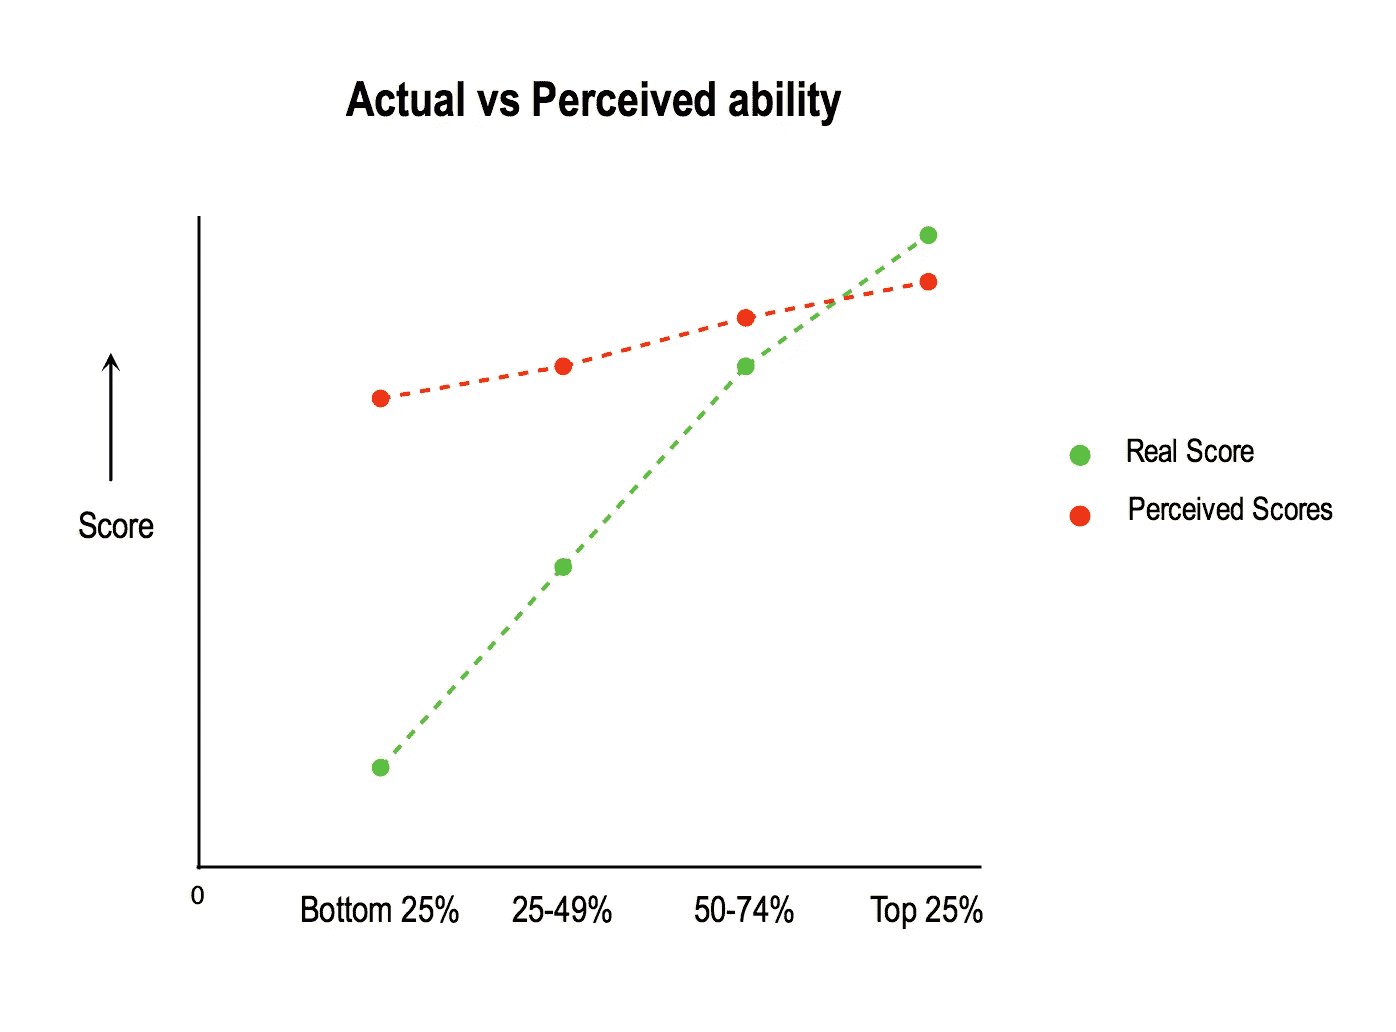 Actual vs Perceived ability
Score
Real Score
Perceived Scores
0
Bottom 25%
25-49%
50-74%
Top 25%